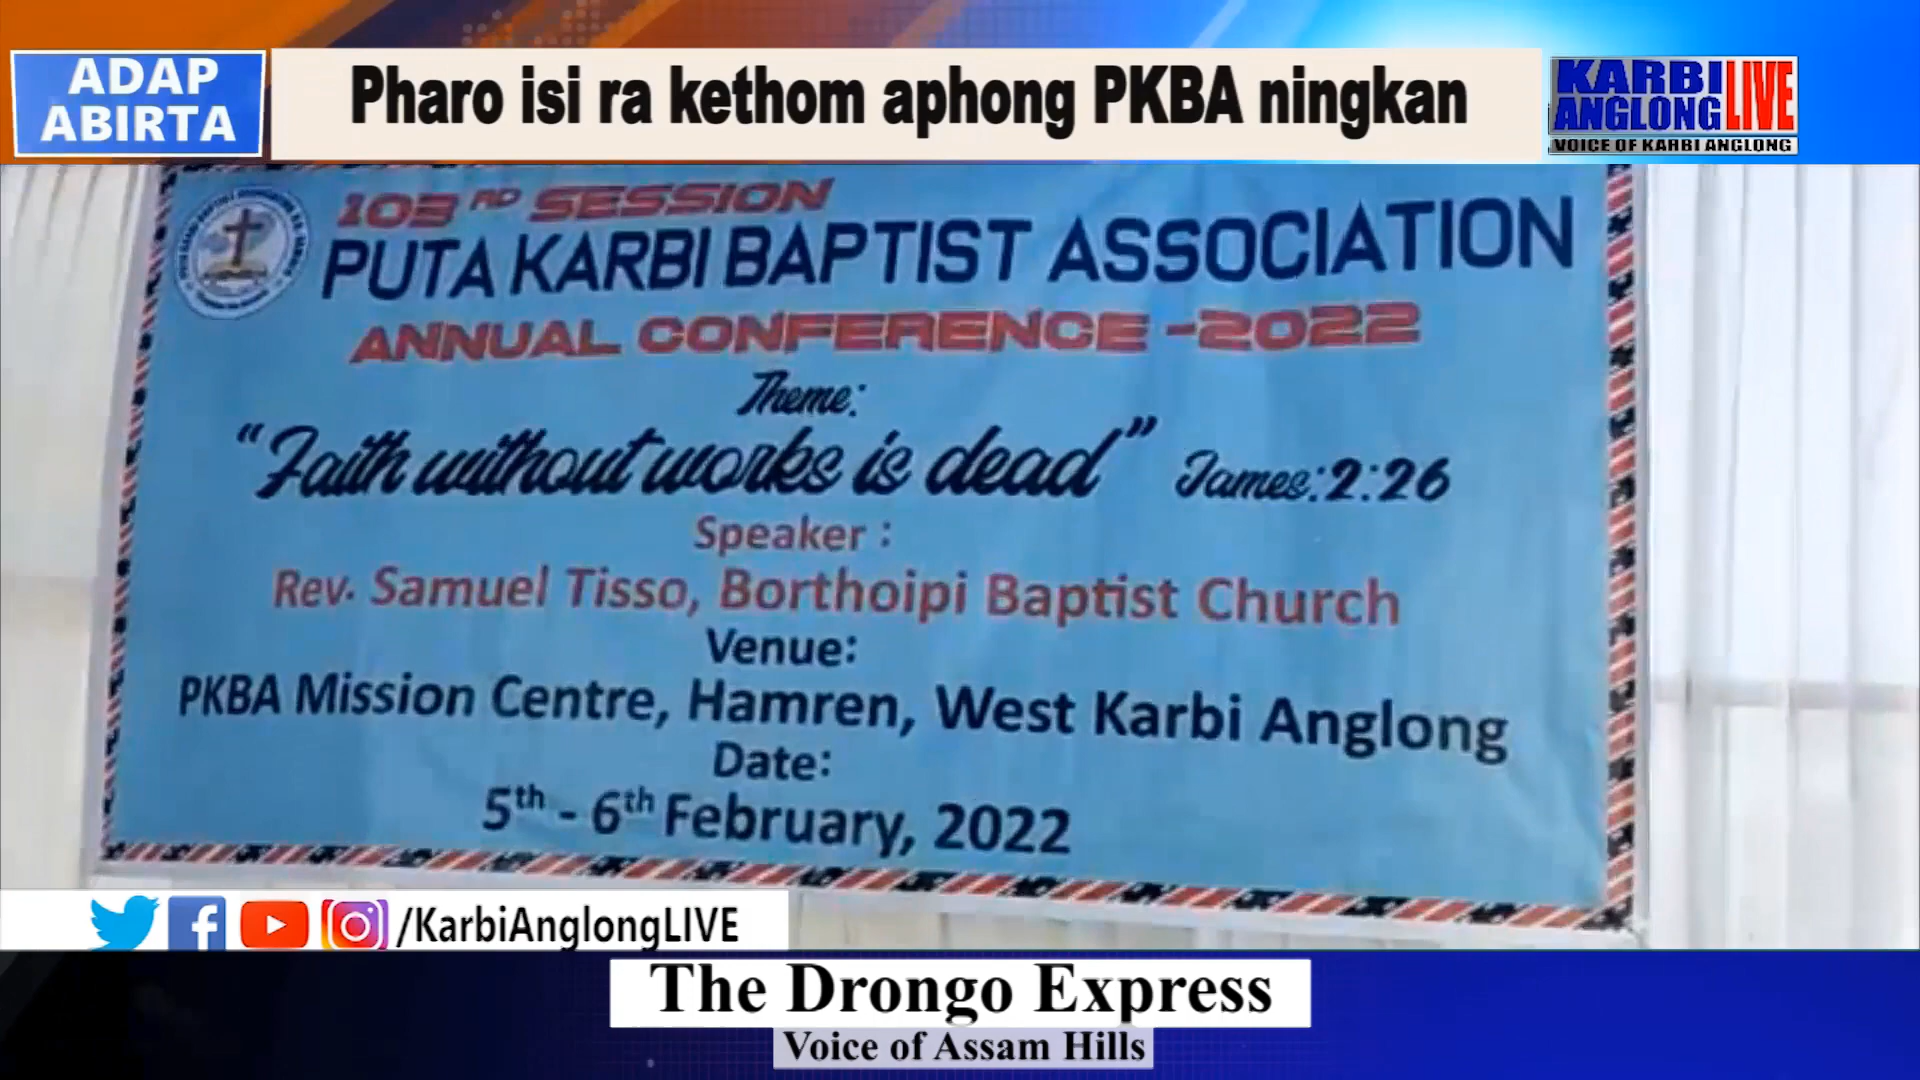 ADAP
ABIRTA
Pharo isi ra kethom aphong PKBA ningkan
KARBI
ANGLONG LIVE
VOICE OF KARBI ANGLONG
103RD SESSION
PUTA KARBI BAPTIST ASSOCIATION
ANNUAL CONFERENCE -2022
Theme:
"Faith without works is dead" James:2:26
Speaker :
Rev. Samuel Tisso, Borthoipi Baptist Church
Venue:
PKBA Mission Centre, Hamren, West Karbi Anglong
Date:
5th - 6th February, 2022
/KarbiAnglongLIVE
The Drongo Express
Voice of Assam Hills